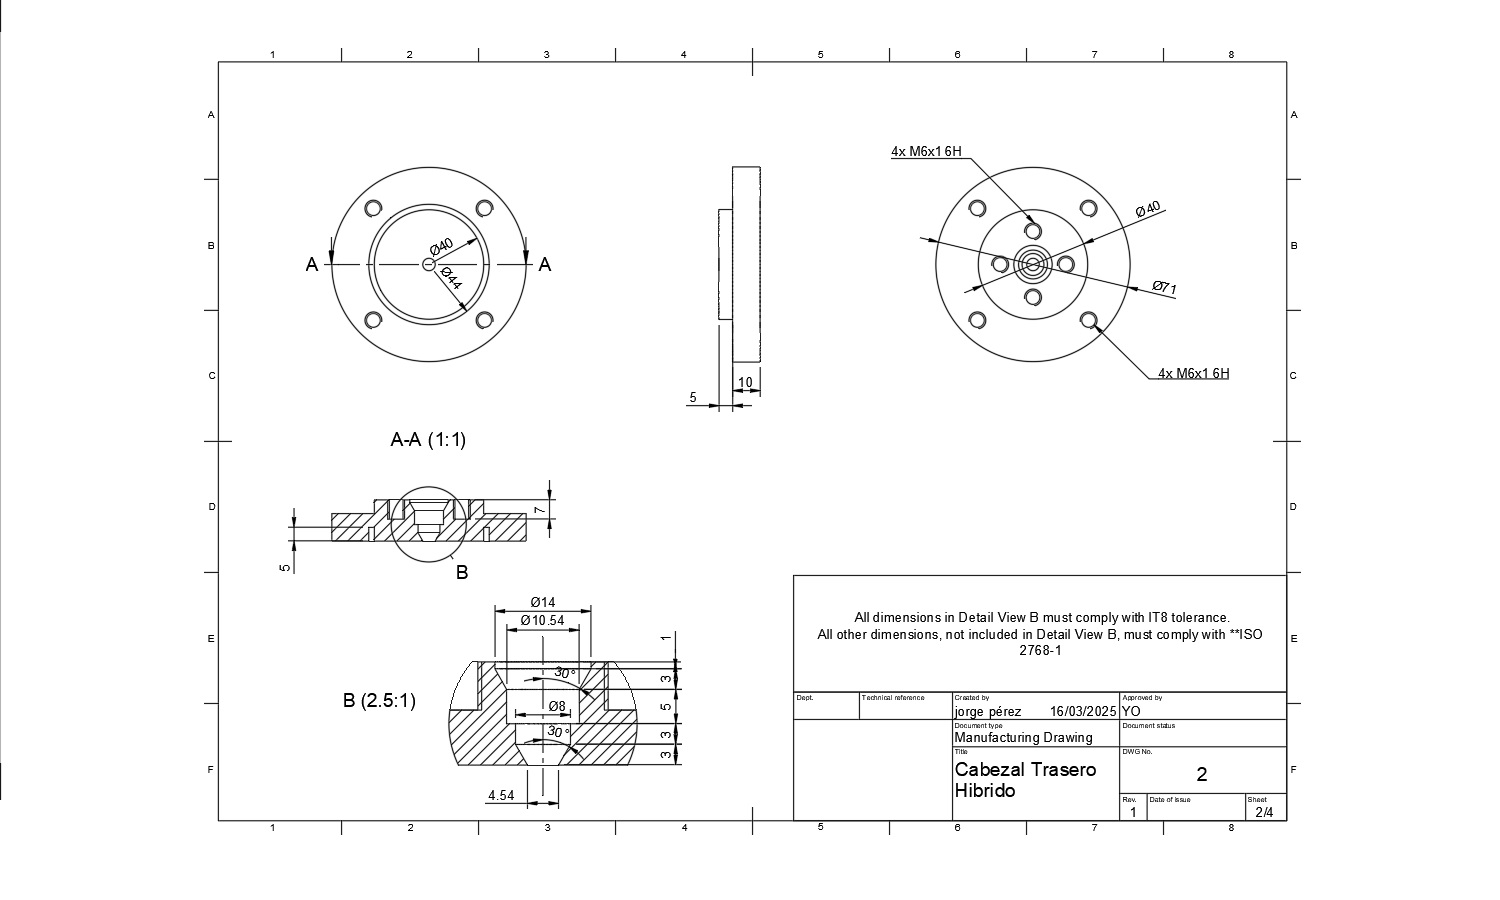 1 2 3 4 5 6 7 8
A A
4x M6x1 6H
Ø40
B B
Ø40
A A
Ø44
Ø71
4x M6x1 6H
C C
10
5
A-A (1:1)
D D
7
5
B
Ø14
Ø10.54
1
30°
3
B (2.5:1)
Ø8
5
30°
3
3
4.54
E E
All dimensions in Detail View B must comply with IT8 tolerance.
All other dimensions, not included in Detail View B, must comply with **ISO
2768-1
Dept. Technical reference Created by Approved by
jorge pérez 16/03/2025 YO
Document type Document status
Manufacturing Drawing
Title DWG No.
Cabezal Trasero
Hibrido
2
F F
Rev. Date of issue Sheet
1 2/4
1 2 3 4 5 6 7 8